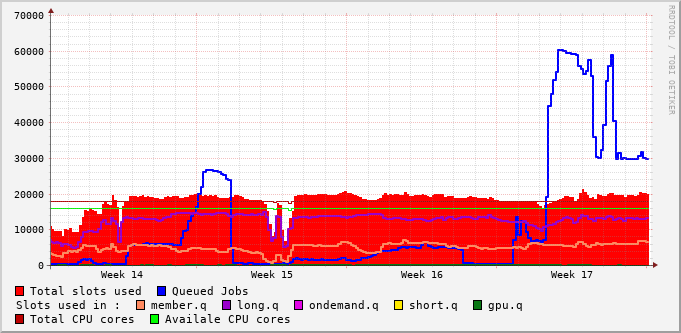 70000
60000
50000
40000
30000
20000
10000
0
Week 14 Week 15 Week 16 Week 17
Total slots used Queued Jobs
Slots used in : member.q long.q ondemand.q short.q gpu.q
Total CPU cores Availale CPU cores
RRDTOOL / TOBI OETIKER